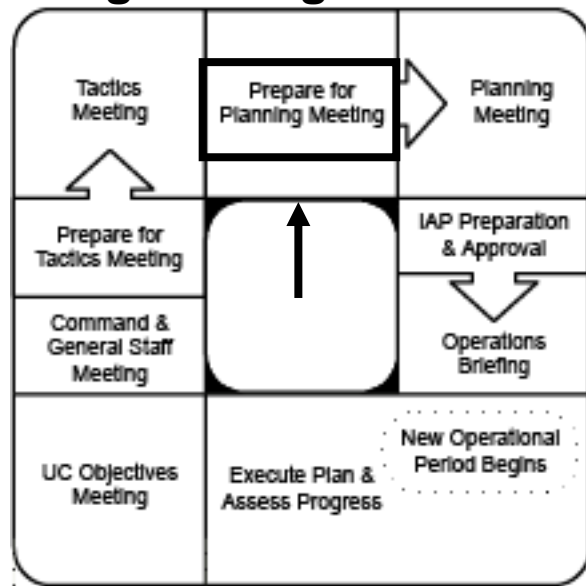 Tactics
Meeting
Prepare for
Planning Meeting
Planning
Meeting
Prepare for
Tactics Meeting
IAP Preparation
& Approval
Command &
General Staff
Meeting
Operations
Briefing
UC Objectives
Meeting
Execute Plan &
Assess Progress
New Operational
Period Begins